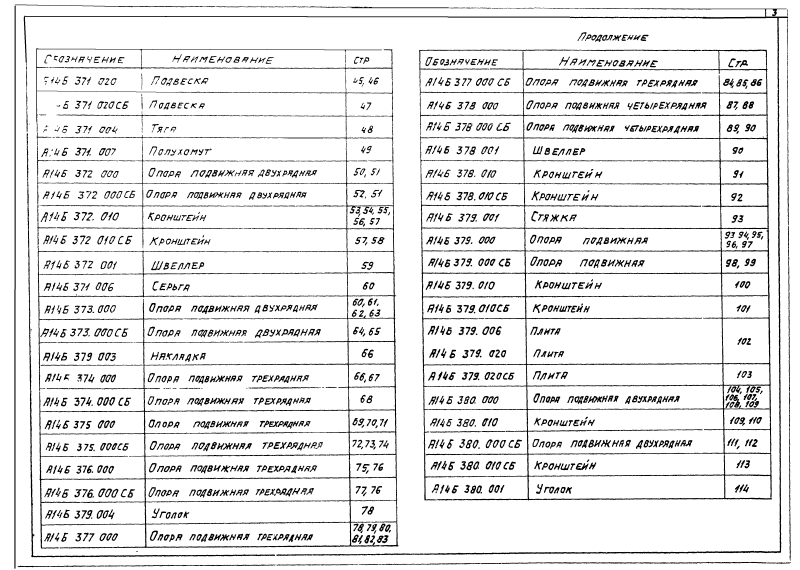 3
Обозначение Наименование Стр
Б14Б 371 020 Подвеска 45, 46
Б 371 020СБ Подвеска 47
А14Б 371 004 Тяга 48
А14Б 371. 007 Полухомут 49
А14Б 372 000 Опора подвижная двухрядная 50, 51
А14Б 372 000СБ Опора подвижная двухрядная 52, 51
А14Б 372. 010 Кронштейн 53, 54, 55, 56, 57
А14Б 372 010 СБ Кронштейн 57, 58
А14Б 372 001 Швеллер 59
А14Б 371 006 Серьга 60
А14Б 373.000 Опора подвижная двухрядная 60, 61, 62, 63
А14Б 373. 000 СБ Опора подвижная двухрядная 64, 65
А14Б 379 003 Накладка 66
А14Б 374 000 Опора подвижная трехрядная 66, 67
А14Б 374. 000 СБ Опора подвижная трехрядная 68
А14Б 375 000 Опора подвижная трехрядная 69, 70, 71
А14Б 375. 000СБ Опора подвижная трехрядная 72, 73, 74
А14Б 376. 000 Опора подвижная трехрядная 75, 76
А14Б 376. 000 СБ Опора подвижная трехрядная 77, 76
А14Б 379. 004 Уголок 78
А14Б 377 000 Опора подвижная трехрядная 78, 79, 80, 81, 82, 83
Продолжение
Обозначение Наименование Стр.
А14Б 377 000 СБ Опора подвижная трехрядная 84, 85, 86
А14Б 378 000 Опора подвижная четырехрядная 87, 88
А14Б 378 000 СБ Опора подвижная четырехрядная 89, 90
А14Б 378 001 Швеллер 90
А14Б 378. 010 Кронштейн 91
А14Б 378. 010 СБ Кронштейн 92
А14Б 379. 001 Стяжка 93
А14Б 379. 000 Опора подвижная 93 94, 95, 96, 97
А14Б 379. 000 СБ Опора подвижная 98, 99
А14Б 379. 010 Кронштейн 100
А14Б 379. 010СБ Кронштейн 101
А14Б 379. 006 Плита 102
А14Б 379. 020 Плита
А14Б 379. 020СБ Плита 103
А14Б 380. 000 Опора подвижная двухрядная 104, 105, 106, 107, 108, 109
А14Б 380. 010 Кронштейн 109, 110
А14Б 380. 000 СБ Опора подвижная двухрядная 111, 112
А14Б 380 010 СБ Кронштейн 113
А14Б 380. 001 Уголок 114